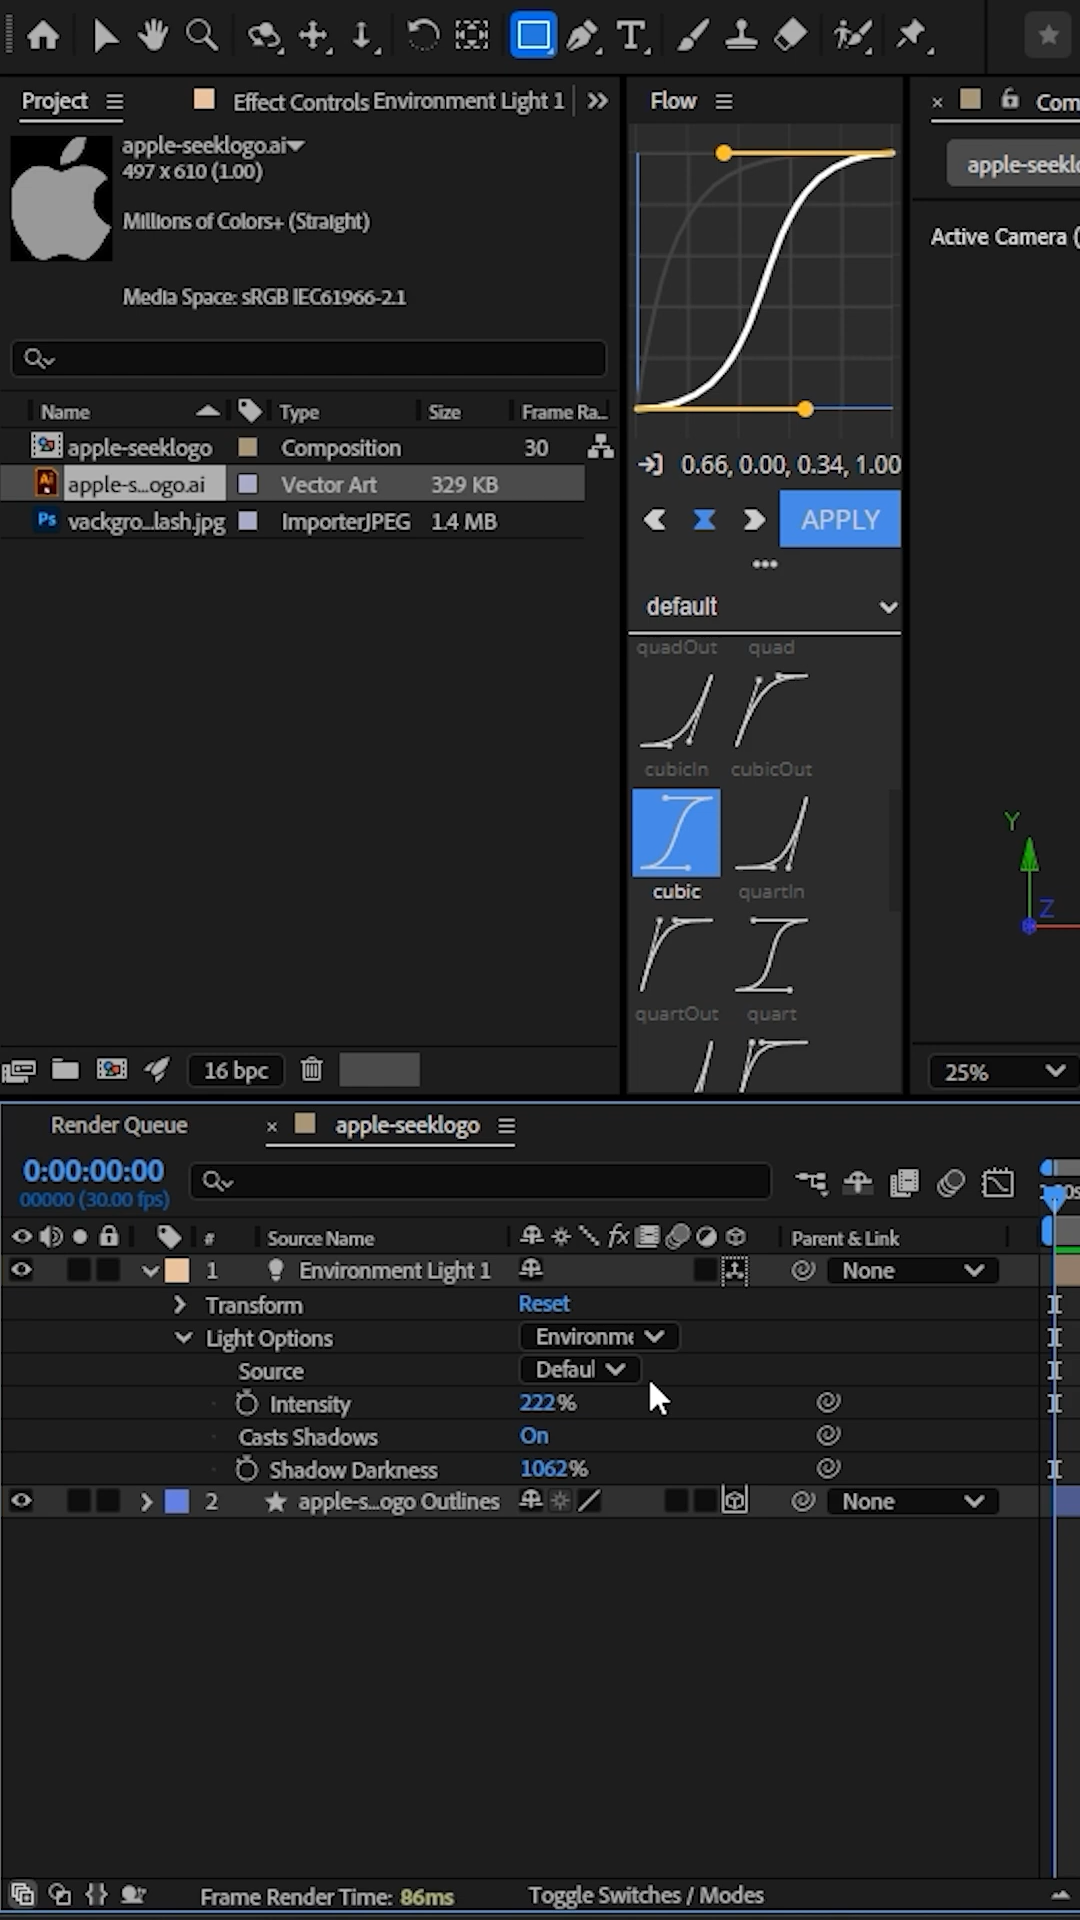 Project
Effect Controls Environment Light 1
apple-seeklogo.ai
497 x 610 (1.00)
Millions of Colors+ (Straight)
Media Space: sRGB IEC61966-2.1
Name Type Size Frame Ra...
apple-seeklogo Composition 30
Ai apple-s...ogo.ai Vector Art 329 KB
Ps vackgro...lash.jpg ImporterJPEG 1.4 MB
16 bpc
Flow
0.66, 0.00, 0.34, 1.00
APPLY
default
quadOut quad
cubicIn cubicOut
cubic quartIn
quartOut quart
Com
apple-seekl
Active Camera (
Y
Z
25%
Render Queue
apple-seeklogo
0:00:00:00
00000 (30.00 fps)
# Source Name fx Parent & Link
1 Environment Light 1 None
Transform Reset
Light Options Environme
Source Defaul
Intensity 222%
Casts Shadows On
Shadow Darkness 1062%
2 apple-s...ogo Outlines None
Frame Render Time: 86ms Toggle Switches / Modes